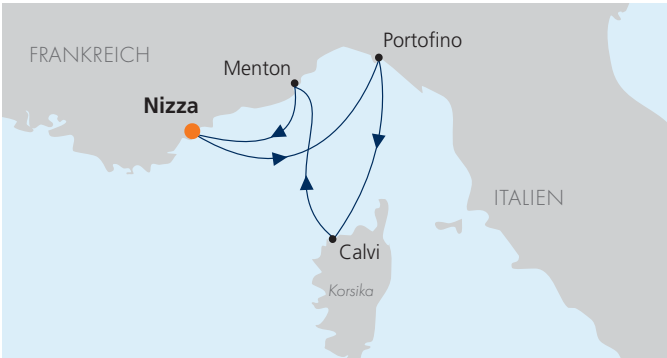 Portofino
FRANKREICH
Menton
Nizza
ITALIEN
Calvi
Korsika